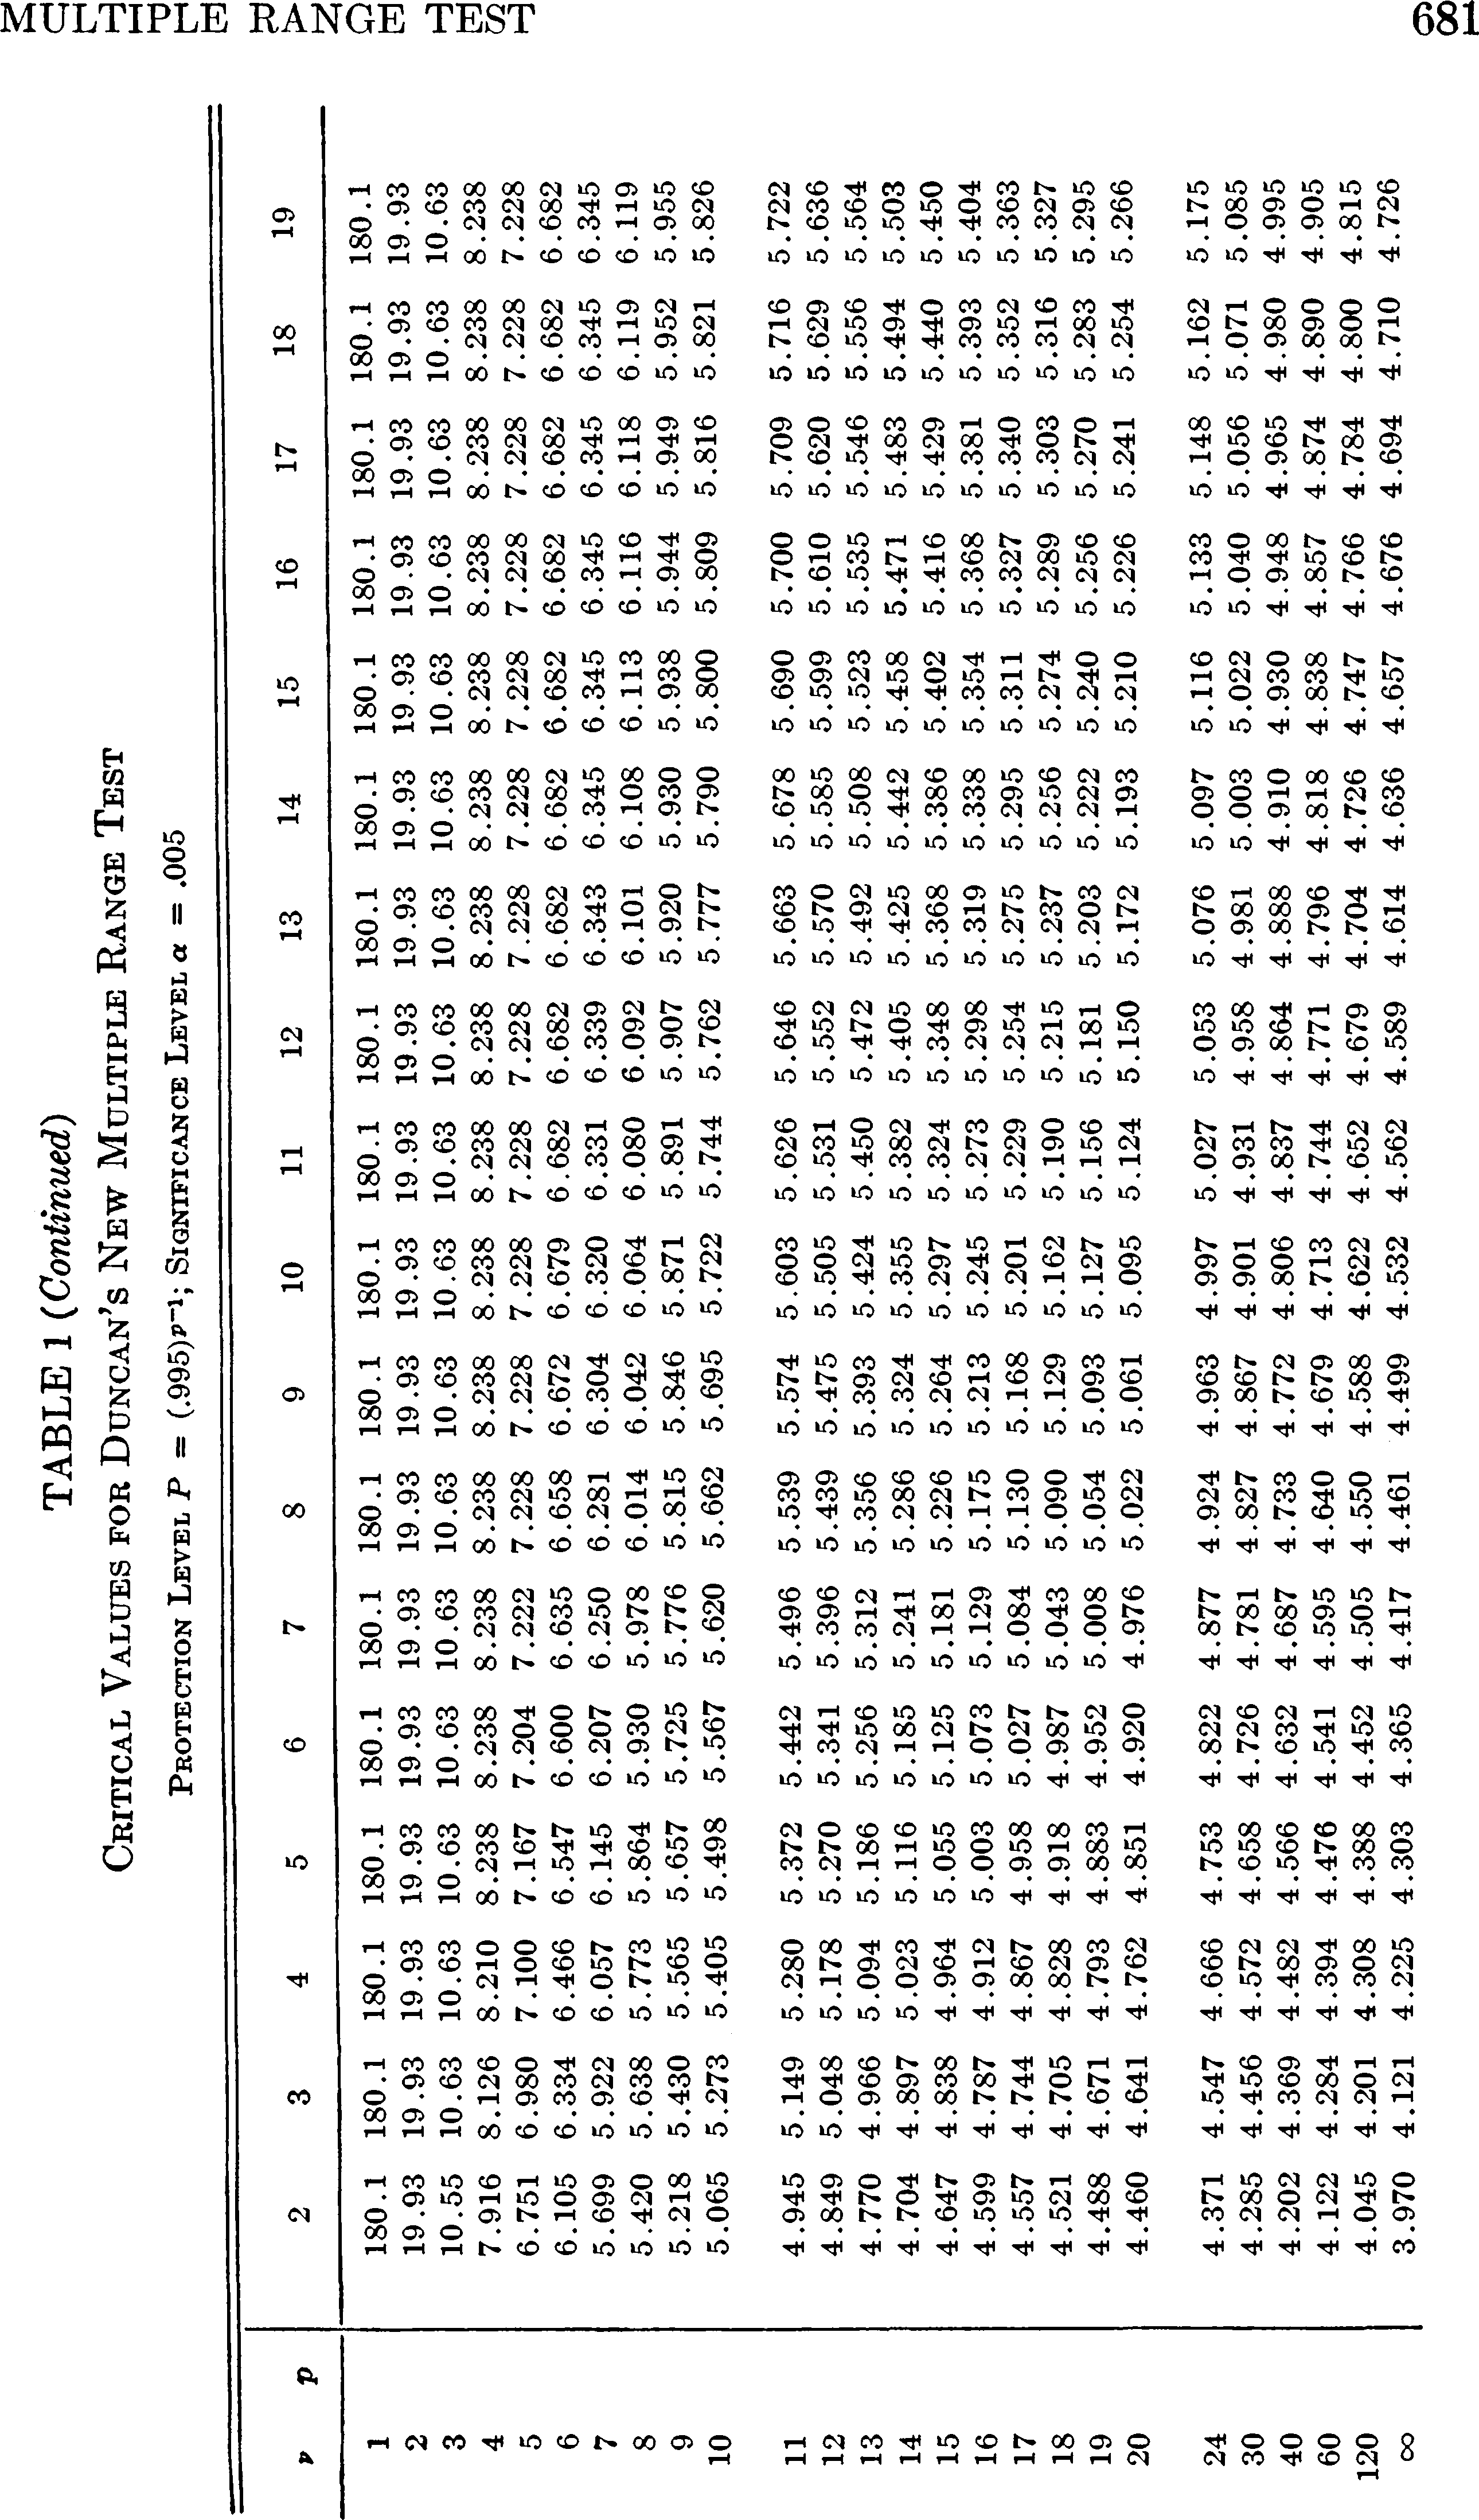 MULTIPLE RANGE TEST 681
TABLE 1 (Continued)
CRITICAL VALUES FOR DUNCAN'S NEW MULTIPLE RANGE TEST
PROTECTION LEVEL P = (.995)ᵖ⁻¹; SIGNIFICANCE LEVEL α = .005
ν p 2 3 4 5 6 7 8 9 10 11 12 13 14 15 16 17 18 19
1 180.1 180.1 180.1 180.1 180.1 180.1 180.1 180.1 180.1 180.1 180.1 180.1 180.1 180.1 180.1 180.1 180.1 180.1
2 19.93 19.93 19.93 19.93 19.93 19.93 19.93 19.93 19.93 19.93 19.93 19.93 19.93 19.93 19.93 19.93 19.93 19.93
3 10.55 10.63 10.63 10.63 10.63 10.63 10.63 10.63 10.63 10.63 10.63 10.63 10.63 10.63 10.63 10.63 10.63 10.63
4 7.916 8.126 8.210 8.238 8.238 8.238 8.238 8.238 8.238 8.238 8.238 8.238 8.238 8.238 8.238 8.238 8.238 8.238
5 6.751 6.980 7.100 7.167 7.204 7.222 7.228 7.228 7.228 7.228 7.228 7.228 7.228 7.228 7.228 7.228 7.228 7.228
6 6.105 6.334 6.466 6.547 6.600 6.635 6.658 6.672 6.679 6.682 6.682 6.682 6.682 6.682 6.682 6.682 6.682 6.682
7 5.699 5.922 6.057 6.145 6.207 6.250 6.281 6.304 6.320 6.331 6.339 6.343 6.345 6.345 6.345 6.345 6.345 6.345
8 5.420 5.638 5.773 5.864 5.930 5.978 6.014 6.042 6.064 6.080 6.092 6.101 6.108 6.113 6.116 6.118 6.119 6.119
9 5.218 5.430 5.565 5.657 5.725 5.776 5.815 5.846 5.871 5.891 5.907 5.920 5.930 5.938 5.944 5.949 5.952 5.955
10 5.065 5.273 5.405 5.498 5.567 5.620 5.662 5.695 5.722 5.744 5.762 5.777 5.790 5.800 5.809 5.816 5.821 5.826
11 4.945 5.149 5.280 5.372 5.442 5.496 5.539 5.574 5.603 5.626 5.646 5.663 5.678 5.690 5.700 5.709 5.716 5.722
12 4.849 5.048 5.178 5.270 5.341 5.396 5.439 5.475 5.505 5.531 5.552 5.570 5.585 5.599 5.610 5.620 5.629 5.636
13 4.770 4.966 5.094 5.186 5.256 5.312 5.356 5.393 5.424 5.450 5.472 5.492 5.508 5.523 5.535 5.546 5.556 5.564
14 4.704 4.897 5.023 5.116 5.185 5.241 5.286 5.324 5.355 5.382 5.405 5.425 5.442 5.458 5.471 5.483 5.494 5.503
15 4.647 4.838 4.964 5.055 5.125 5.181 5.226 5.264 5.297 5.324 5.348 5.368 5.386 5.402 5.416 5.429 5.440 5.450
16 4.599 4.787 4.912 5.003 5.073 5.129 5.175 5.213 5.245 5.273 5.298 5.319 5.338 5.354 5.368 5.381 5.393 5.404
17 4.557 4.744 4.867 4.958 5.027 5.084 5.130 5.168 5.201 5.229 5.254 5.275 5.295 5.311 5.327 5.340 5.352 5.363
18 4.521 4.705 4.828 4.918 4.987 5.043 5.090 5.129 5.162 5.190 5.215 5.237 5.256 5.274 5.289 5.303 5.316 5.327
19 4.488 4.671 4.793 4.883 4.952 5.008 5.054 5.093 5.127 5.156 5.181 5.203 5.222 5.240 5.256 5.270 5.283 5.295
20 4.460 4.641 4.762 4.851 4.920 4.976 5.022 5.061 5.095 5.124 5.150 5.172 5.193 5.210 5.226 5.241 5.254 5.266
24 4.371 4.547 4.666 4.753 4.822 4.877 4.924 4.963 4.997 5.027 5.053 5.076 5.097 5.116 5.133 5.148 5.162 5.175
30 4.285 4.456 4.572 4.658 4.726 4.781 4.827 4.867 4.901 4.931 4.958 4.981 5.003 5.022 5.040 5.056 5.071 5.085
40 4.202 4.369 4.482 4.566 4.632 4.687 4.733 4.772 4.806 4.837 4.864 4.888 4.910 4.930 4.948 4.965 4.980 4.995
60 4.122 4.284 4.394 4.476 4.541 4.595 4.640 4.679 4.713 4.744 4.771 4.796 4.818 4.838 4.857 4.874 4.890 4.905
120 4.045 4.201 4.308 4.388 4.452 4.505 4.550 4.588 4.622 4.652 4.679 4.704 4.726 4.747 4.766 4.784 4.800 4.815
∞ 3.970 4.121 4.225 4.303 4.365 4.417 4.461 4.499 4.532 4.562 4.589 4.614 4.636 4.657 4.676 4.694 4.710 4.726